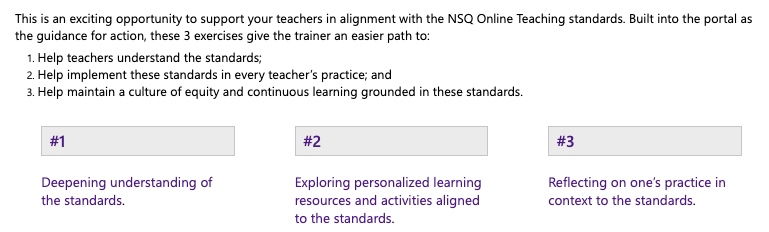 This is an exciting opportunity to support your teachers in alignment with the NSQ Online Teaching standards. Built into the portal as
the guidance for action, these 3 exercises give the trainer an easier path to:
1. Help teachers understand the standards;
2. Help implement these standards in every teacher's practice; and
3. Help maintain a culture of equity and continuous learning grounded in these standards.
#1
Deepening understanding of
the standards.
#2
Exploring personalized learning
resources and activities aligned
to the standards.
#3
Reflecting on one's practice in
context to the standards.